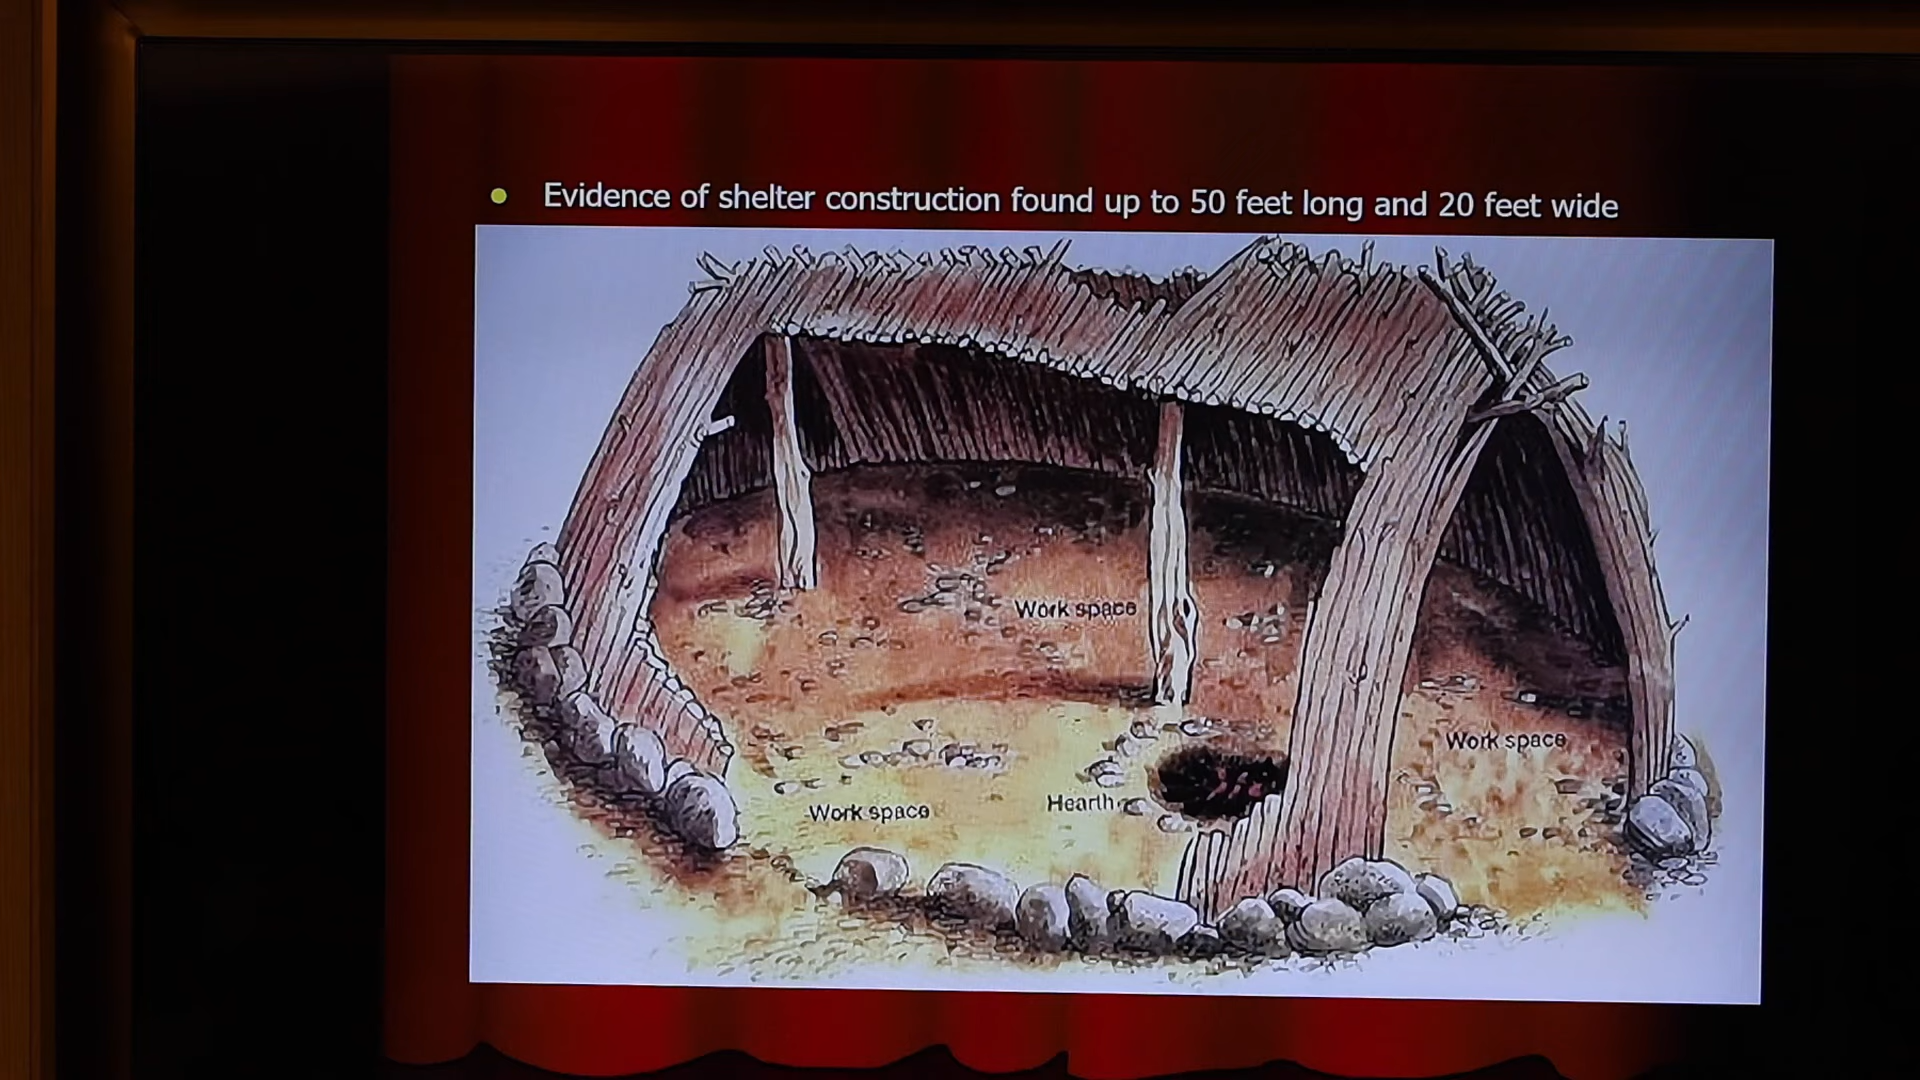 Evidence of shelter construction found up to 50 feet long and 20 feet wide
Work space
Work space
Hearth
Work space